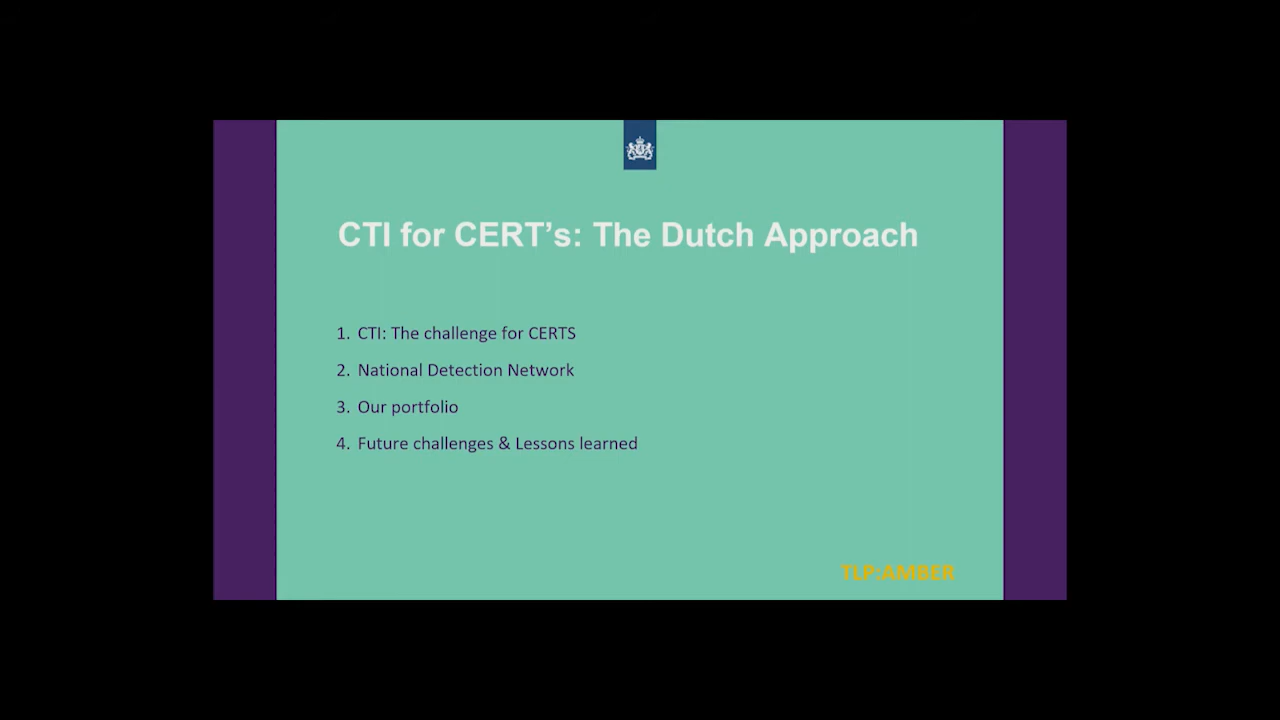 CTI for CERT’s: The Dutch Approach
1. CTI: The challenge for CERTS
2. National Detection Network
3. Our portfolio
4. Future challenges & Lessons learned
TLP:AMBER